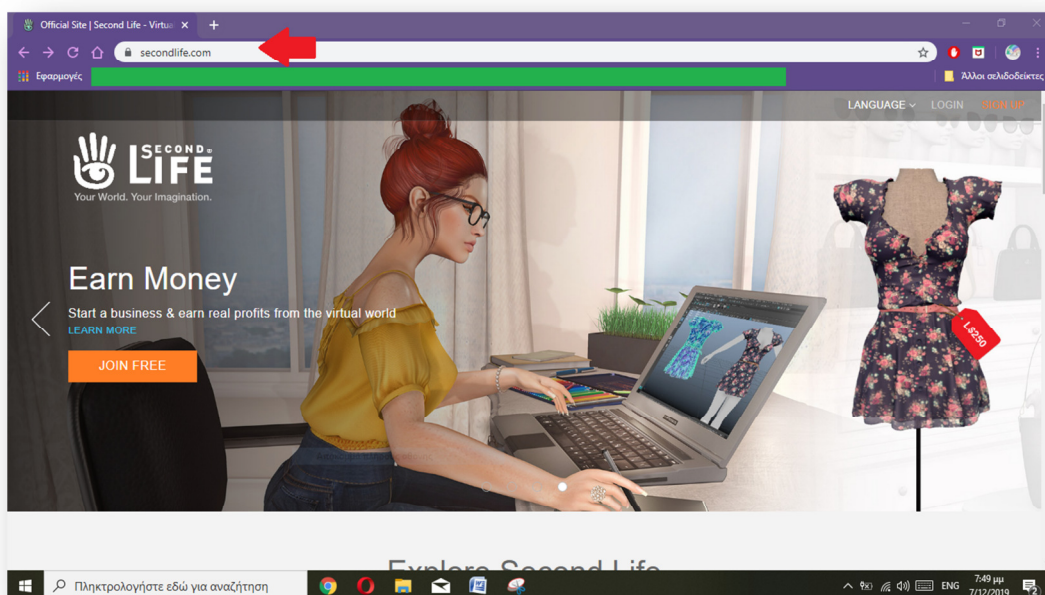 Official Site | Second Life - Virtua
secondlife.com
Εφαρμογές
Άλλοι σελιδοδείκτες
LANGUAGE LOGIN SIGN UP
SECOND
LIFE
Your World. Your Imagination.
Earn Money
Start a business & earn real profits from the virtual world
LEARN MORE
JOIN FREE
L$250
Explore Second Life
Πληκτρολογήστε εδώ για αναζήτηση
ENG
7:49 μμ
7/12/2019
2